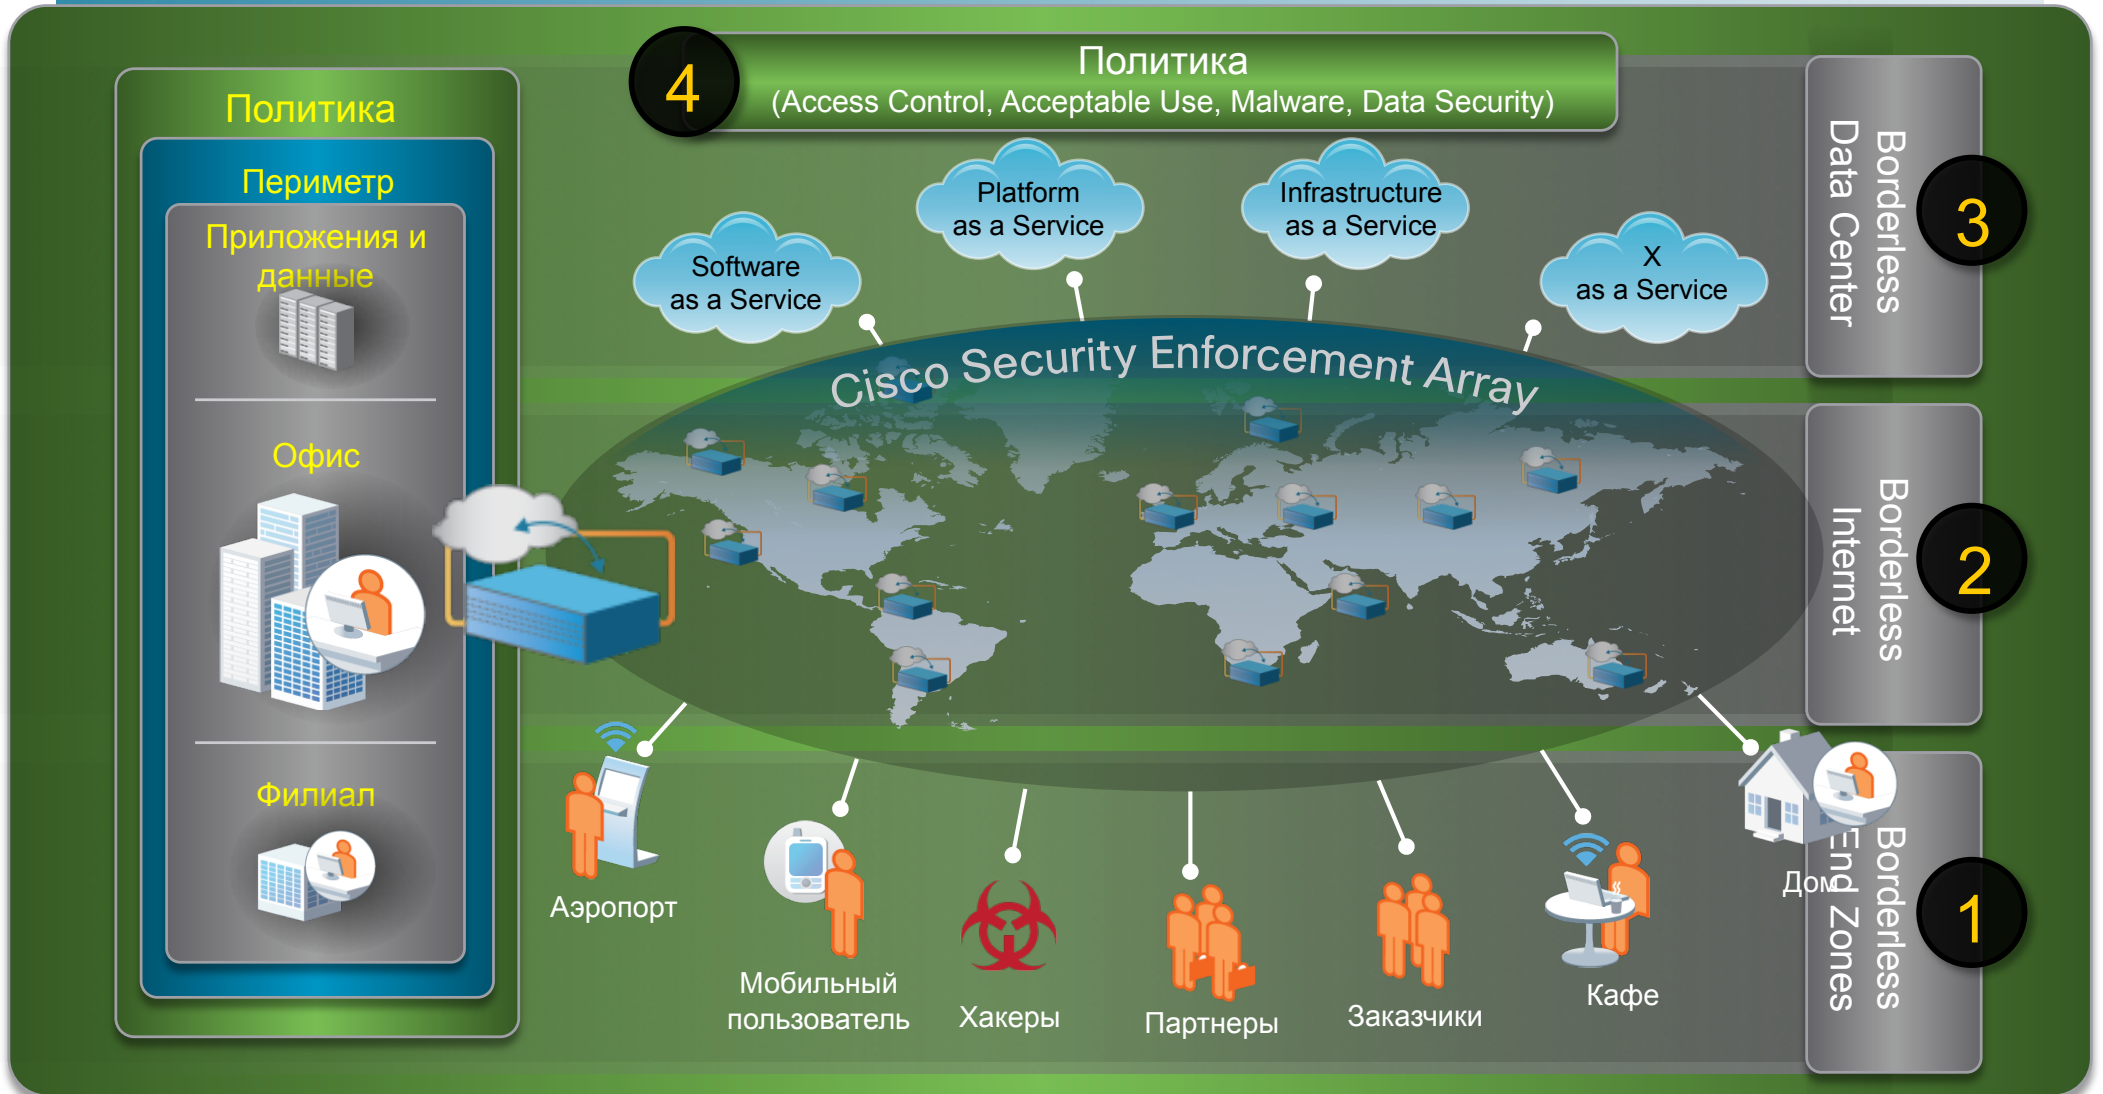 4
Политика
(Access Control, Acceptable Use, Malware, Data Security)
Политика
Периметр
Приложения и
данные
Офис
Филиал
Software
as a Service
Platform
as a Service
Infrastructure
as a Service
X
as a Service
Cisco Security Enforcement Array
Borderless
Data Center
3
Borderless
Internet
2
Borderless
End Zones
1
Аэропорт
Мобильный
пользователь
Хакеры
Партнеры
Заказчики
Кафе
Дом